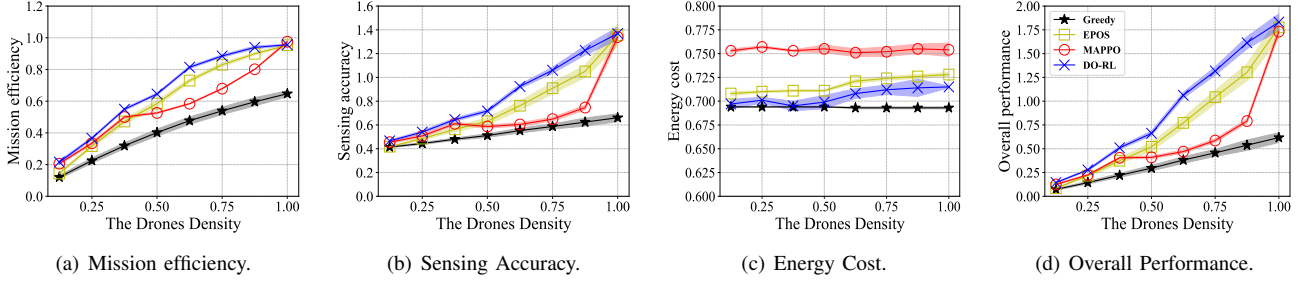 Mission efficiency
1.2
1.0
0.8
0.6
0.4
0.2
0.0
0.25 0.50 0.75 1.00
The Drones Density
(a) Mission efficiency.
Sensing accuracy
1.6
1.4
1.2
1.0
0.8
0.6
0.4
0.2
0.0
0.25 0.50 0.75 1.00
The Drones Density
(b) Sensing Accuracy.
Energy cost
0.800
0.775
0.750
0.725
0.700
0.675
0.650
0.625
0.600
0.25 0.50 0.75 1.00
The Drones Density
(c) Energy Cost.
Overall performance
2.00
1.75
1.50
1.25
1.00
0.75
0.50
0.25
0.00
Greedy
EPOS
MAPPO
DO-RL
0.25 0.50 0.75 1.00
The Drones Density
(d) Overall Performance.